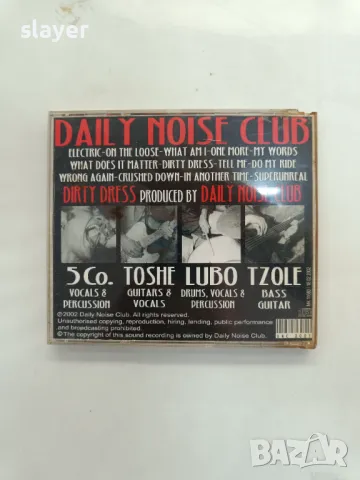 slayer
DAILY NOISE CLUB
ELECTRIC-ON THE LOOSE-WHAT AM I-ONE MORE-MY WORDS
WHAT DOES IT MATTER-DIRTY DRESS-TELL ME-DO MY RIDE
WRONG AGAIN-CRUSHED DOWN-IN ANOTHER TIME-SUPERUNREAL
DIRTY DRESS PRODUCED BY DAILY NOISE CLUB
5 Co. TOSHE LUBO TZOLE
VOCALS & PERCUSSION
GUITARS & VOCALS
DRUMS, VOCALS & PERCUSSION
BASS GUITAR
©2002 Daily Noise Club. All rights reserved.
Unauthorised copying, reproduction, hiring, lending, public performance
and broadcasting prohibited.
©The copyright of this sound recording is owned by Daily Noise Club.
BAZAR
bg